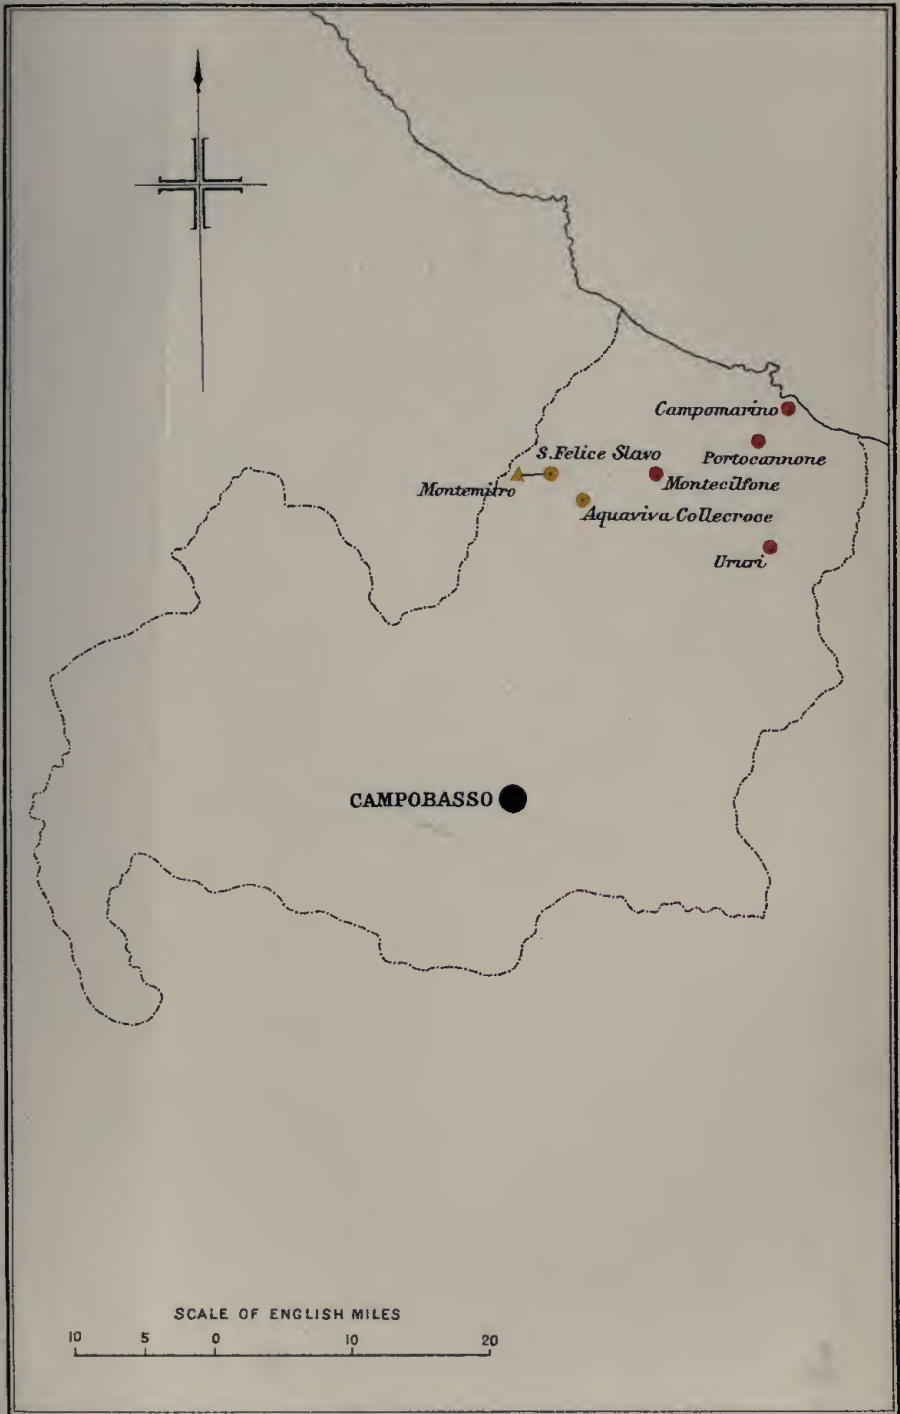 Campomarino
Portocannone
S. Felice Slavo
Montemitro
Montecilfone
Aquaviva Collecroce
Ururi
CAMPOBASSO
SCALE OF ENGLISH MILES
10 5 0 10 20